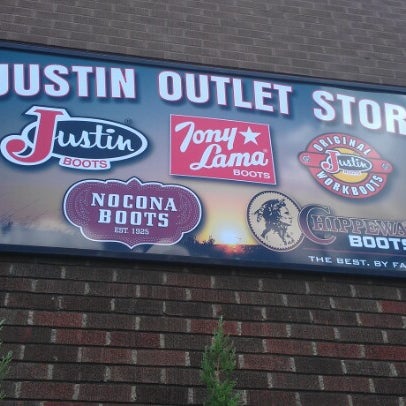 JUSTIN OUTLET STOR
Justin
BOOTS
Tony
Lama
BOOTS
ORIGINAL
Justin
BOOTS
WORKBOOTS
NOCONA
BOOTS
EST. 1925
CHIPPEWA
BOOTS
THE BEST. BY FA